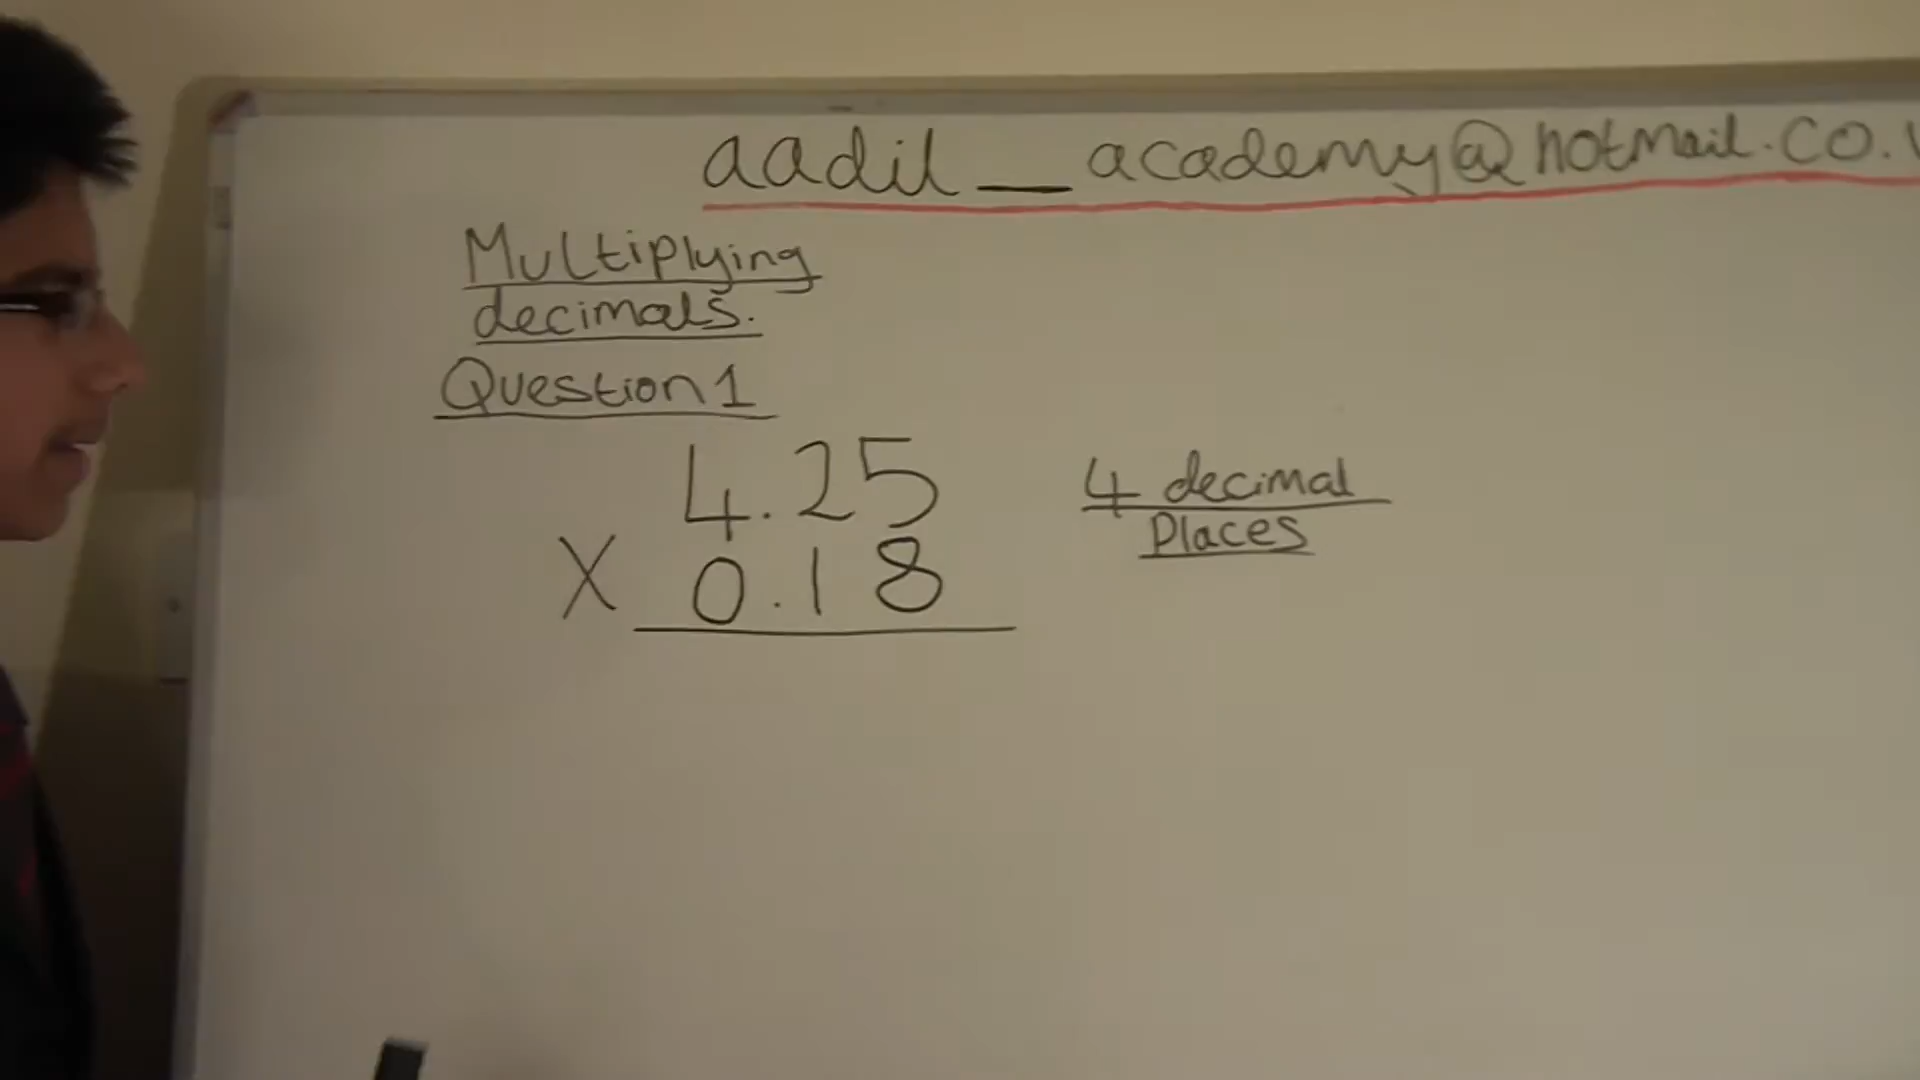 aadil_academy@hotmail.co.
Multiplying
decimals.
Question 1
4.25
4 decimal
Places
X 0.18